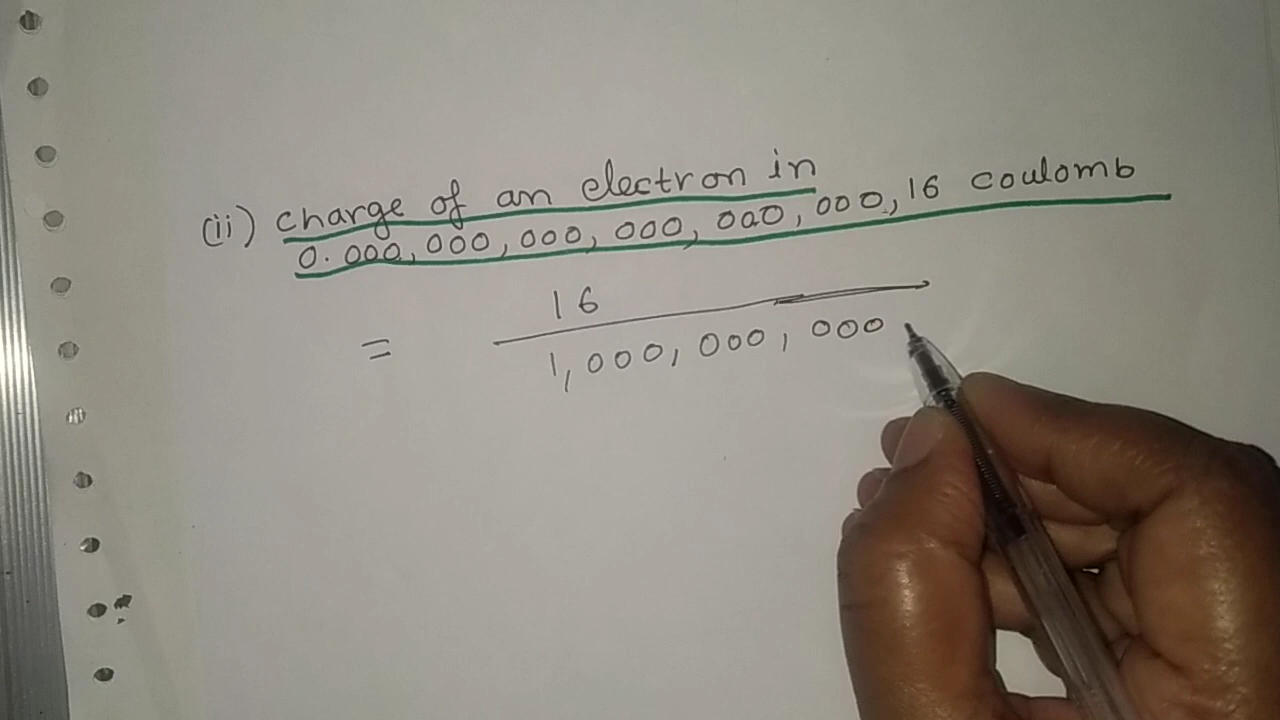 (ii) charge of an electron in
0.000,000,000,000,000,000,16 coulomb
16
= 1,000,000,000